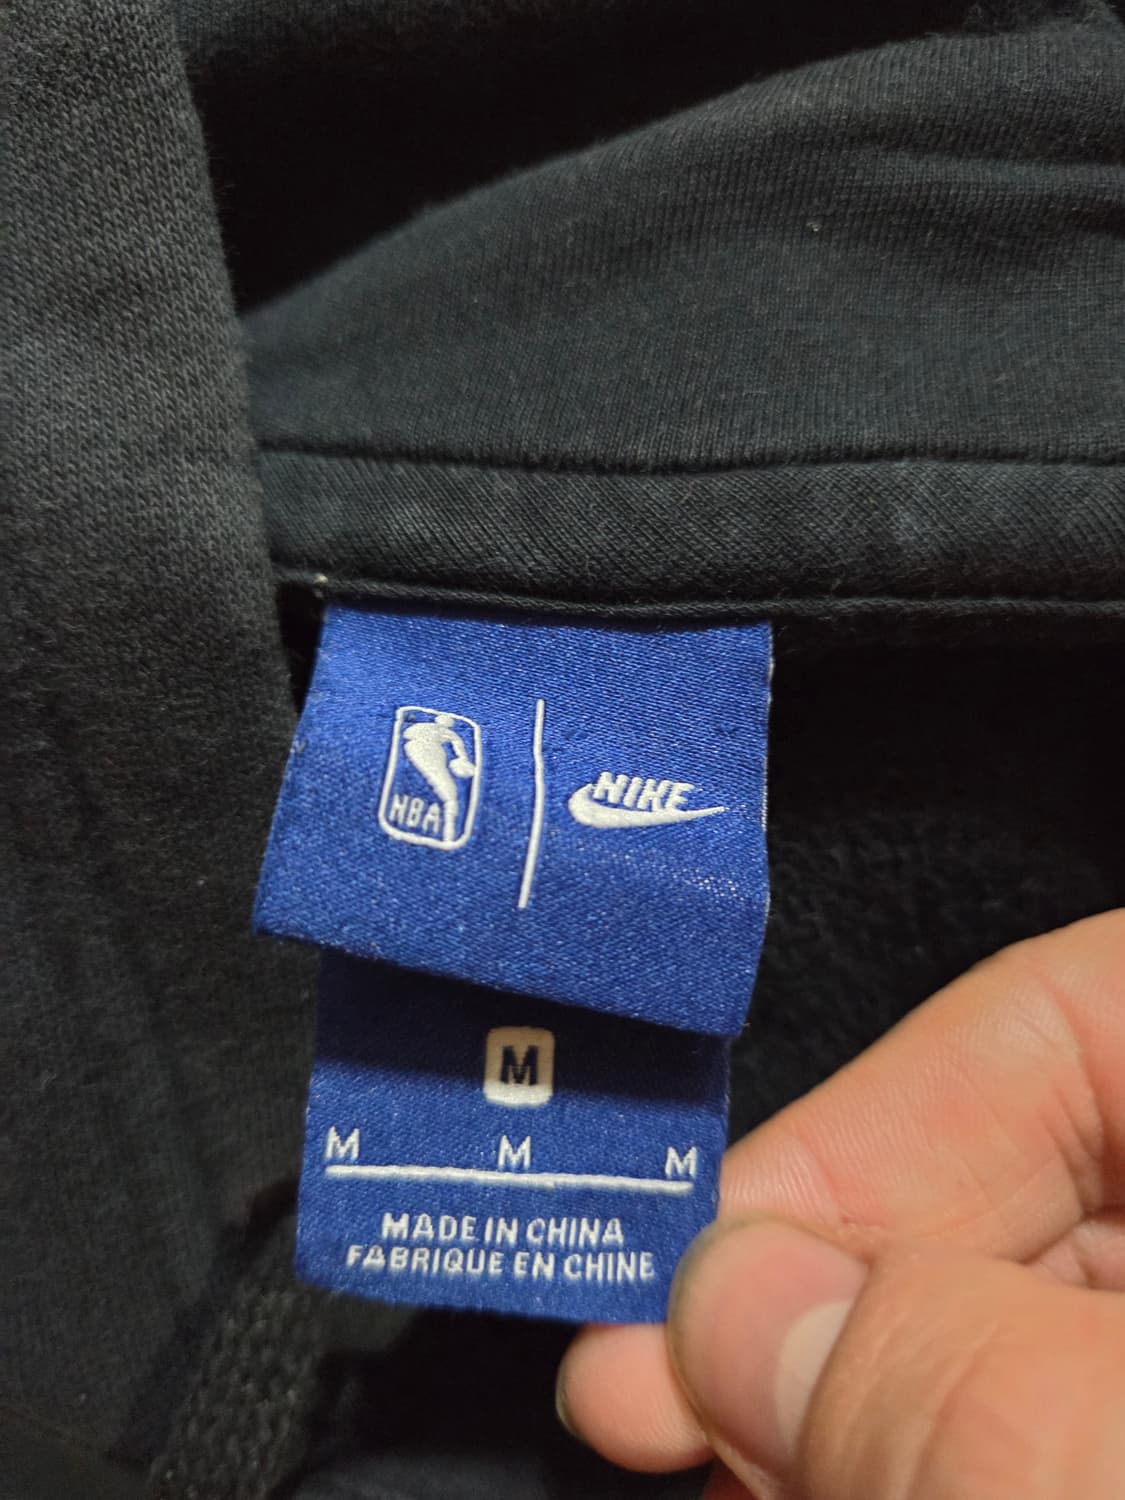 NBA
NIKE
M
M M M
MADE IN CHINA
FABRIQUE EN CHINE